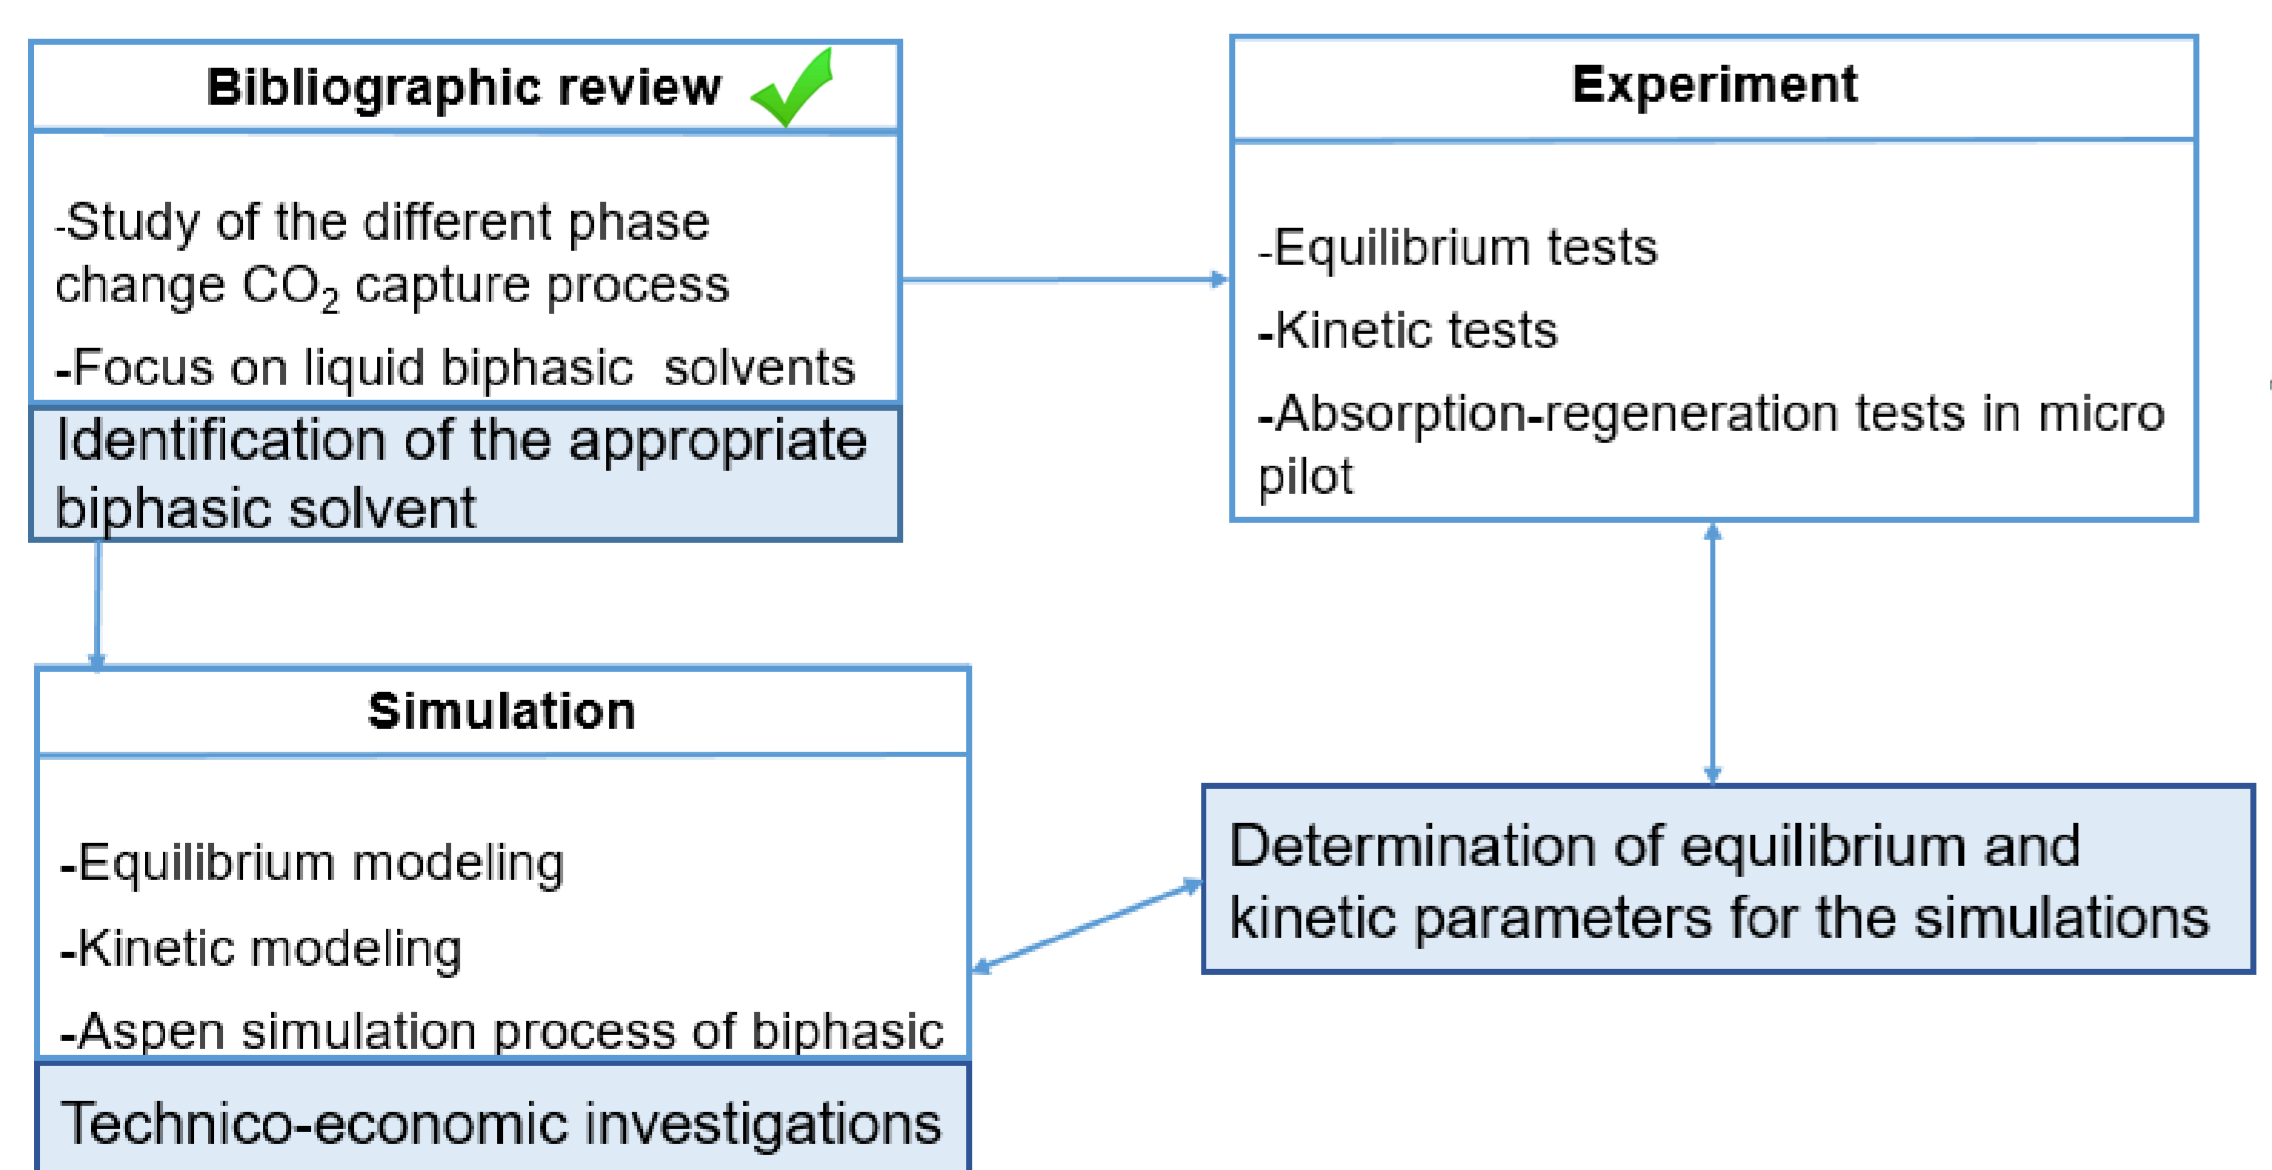 Bibliographic review
-Study of the different phase
change CO₂ capture process
-Focus on liquid biphasic solvents
Identification of the appropriate
biphasic solvent
Experiment
-Equilibrium tests
-Kinetic tests
-Absorption-regeneration tests in micro
pilot
Simulation
-Equilibrium modeling
-Kinetic modeling
-Aspen simulation process of biphasic
Technico-economic investigations
Determination of equilibrium and
kinetic parameters for the simulations